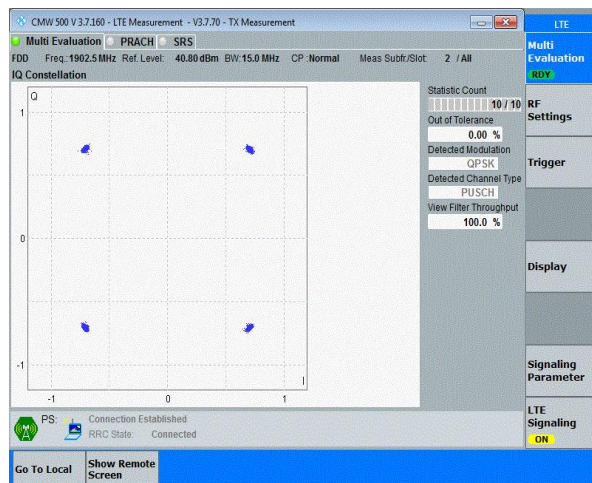 CMW 500 V 3.7.160 - LTE Measurement - V3.7.70 - TX Measurement
LTE
Multi Evaluation PRACH SRS
FDD Freq.: 1902.5 MHz Ref. Level: 40.80 dBm BW: 15.0 MHz CP : Normal Meas Subfr./Slot: 2 / All
IQ Constellation
Q
1
0
-1
-1 0 1
I
Statistic Count
10 / 10
Out of Tolerance
0.00 %
Detected Modulation
QPSK
Detected Channel Type
PUSCH
View Filter Throughput
100.0 %
Multi
Evaluation
RDY
RF
Settings
Trigger
Display
Signaling
Parameter
LTE
Signaling
ON
PS: Connection Established
RRC State: Connected
Go To Local
Show Remote
Screen